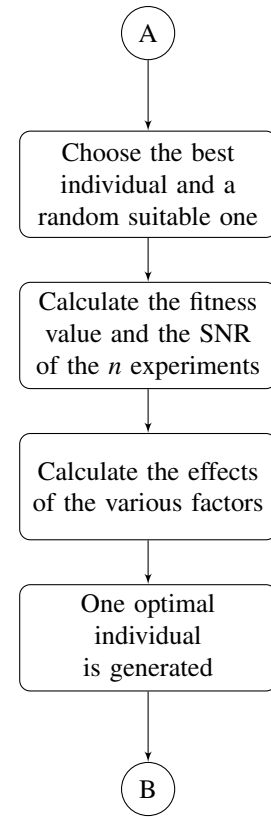 A
Choose the best
individual and a
random suitable one
Calculate the fitness
value and the SNR
of the n experiments
Calculate the effects
of the various factors
One optimal
individual
is generated
B